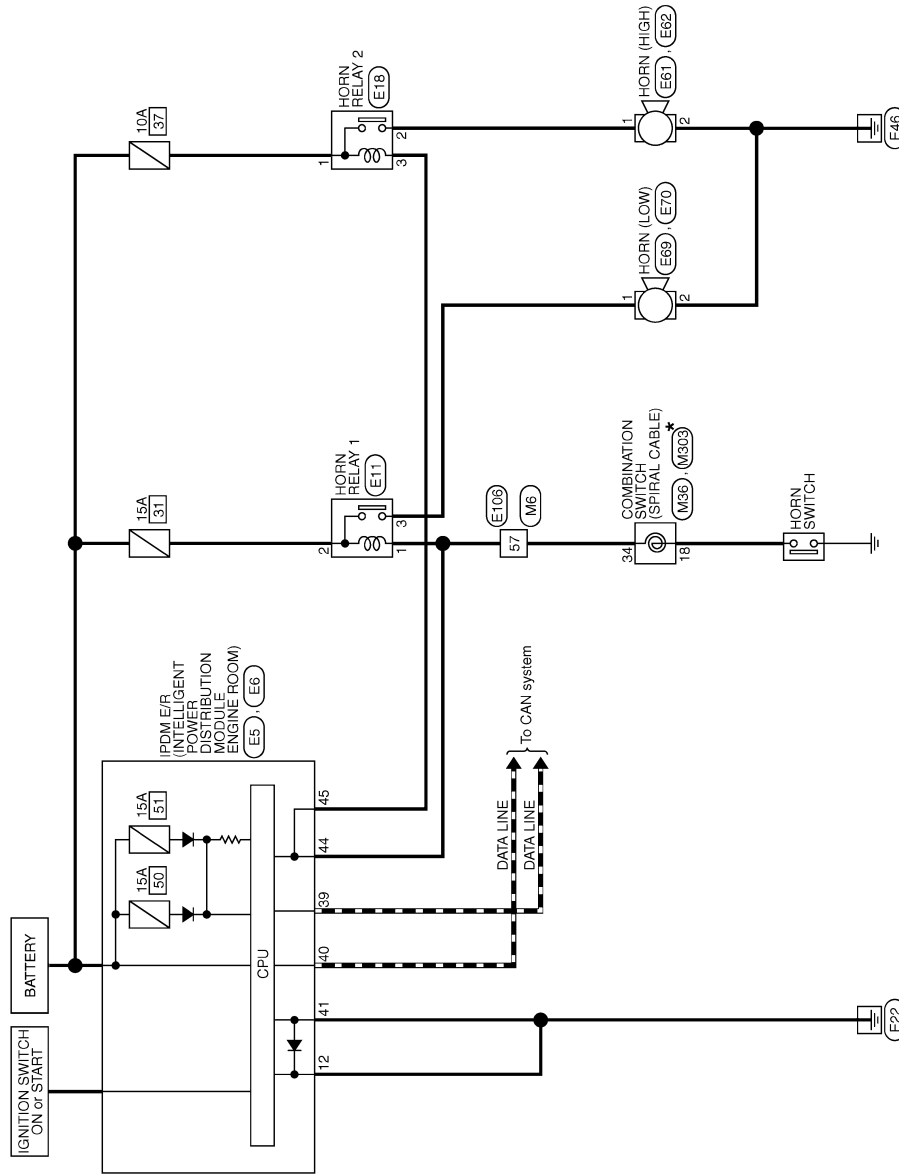 IGNITION SWITCH
ON or START
BATTERY
IPDM E/R
(INTELLIGENT
POWER
DISTRIBUTION
MODULE
ENGINE ROOM)
E5 , E6
15A
50
15A
51
CPU
12
41
40
39
44
45
DATA LINE
DATA LINE
To CAN system
15A
31
HORN
RELAY 1
E11
2
1
3
E106
M6
57
COMBINATION
SWITCH
(SPIRAL CABLE)
M36 , M303 *
34
18
HORN
SWITCH
10A
37
HORN
RELAY 2
E18
1
3
2
HORN (LOW)
E69 , E70
1
2
HORN (HIGH)
E61 , E62
1
2